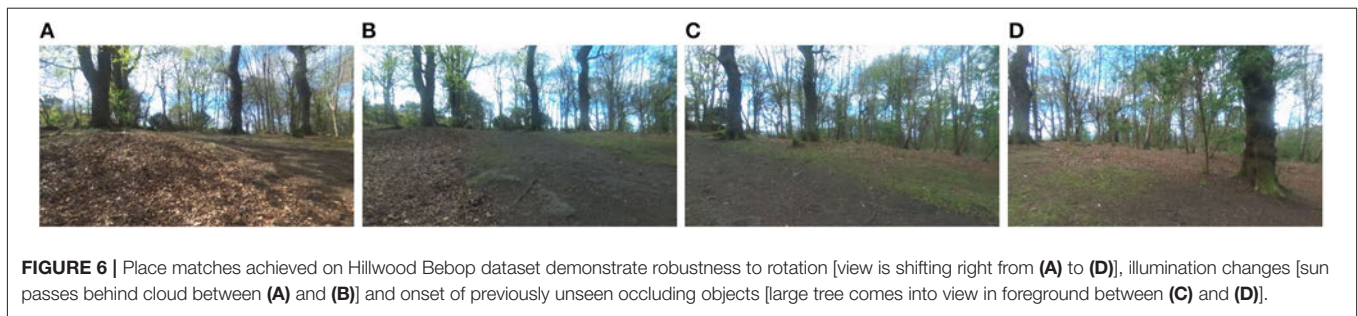 A B C D
FIGURE 6 | Place matches achieved on Hillwood Bebop dataset demonstrate robustness to rotation [view is shifting right from (A) to (D)], illumination changes [sun
passes behind cloud between (A) and (B)] and onset of previously unseen occluding objects [large tree comes into view in foreground between (C) and (D)].